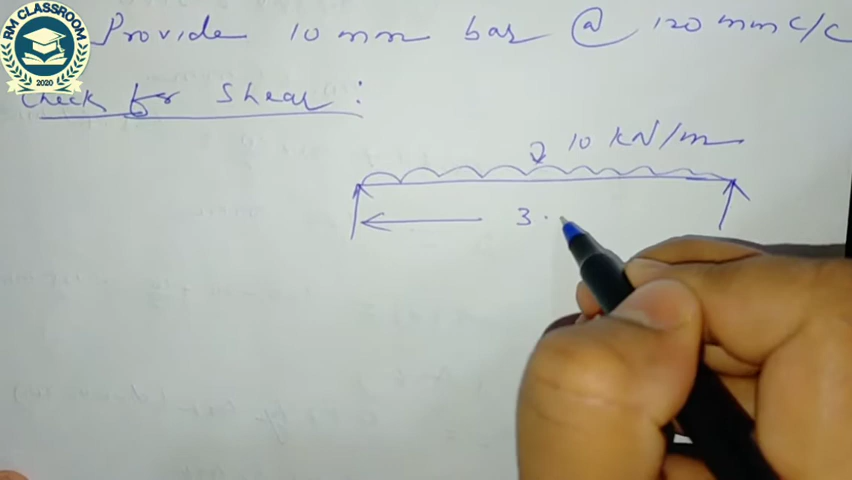 RM CLASSROOM
2020
Provide 10 mm bar @ 120 mm c/c
Check for Shear :
10 kN/m
3 .